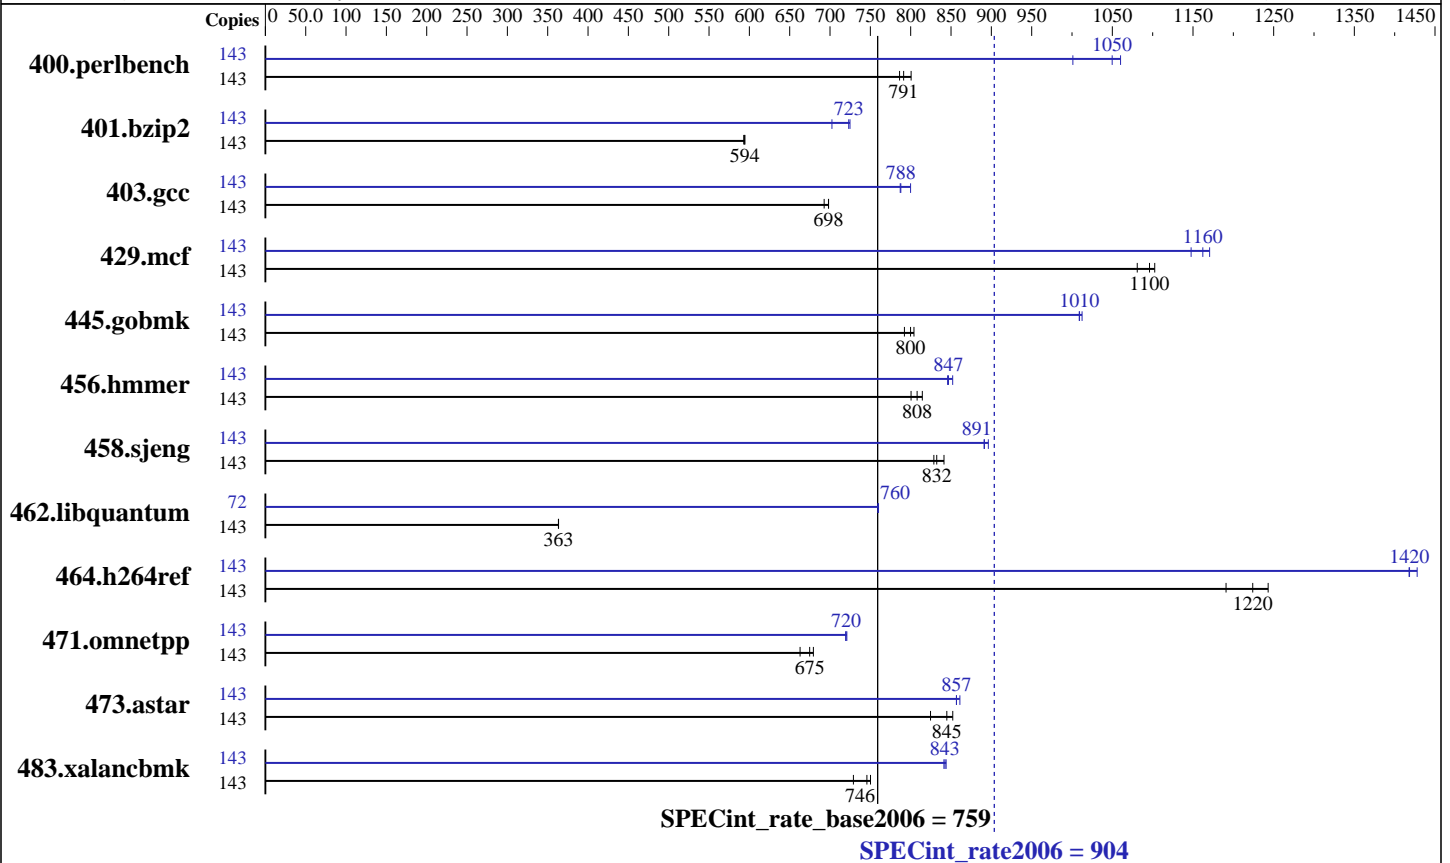 Copies 0 50.0 100 150 200 250 300 350 400 450 500 550 600 650 700 750 800 850 900 950 1050 1150 1250 1350 1450
400.perlbench 143 1050
143 791
401.bzip2 143 723
143 594
403.gcc 143 788
143 698
429.mcf 143 1160
143 1100
445.gobmk 143 1010
143 800
456.hmmer 143 847
143 808
458.sjeng 143 891
143 832
462.libquantum 72 760
143 363
464.h264ref 143 1420
143 1220
471.omnetpp 143 720
143 675
473.astar 143 857
143 845
483.xalancbmk 143 843
143 746
SPECint_rate_base2006 = 759
SPECint_rate2006 = 904